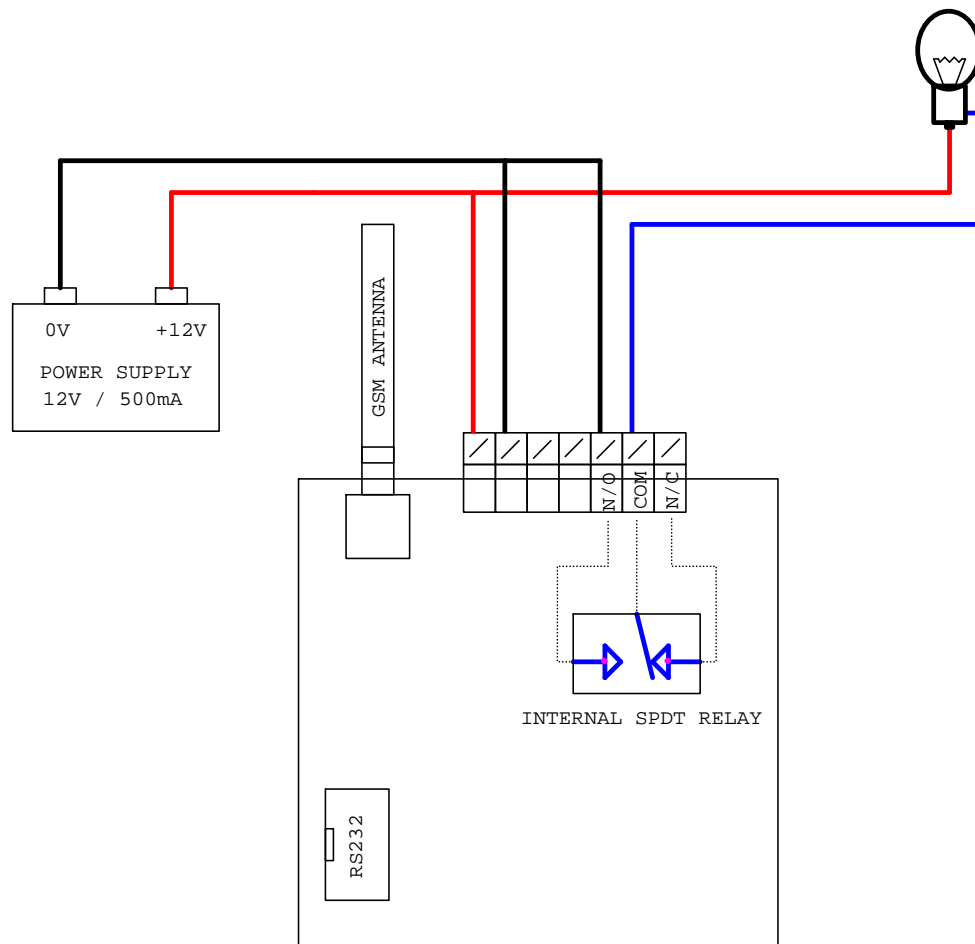 0V +12V
POWER SUPPLY
12V / 500mA
GSM ANTENNA
N/O
COM
N/C
INTERNAL SPDT RELAY
RS232